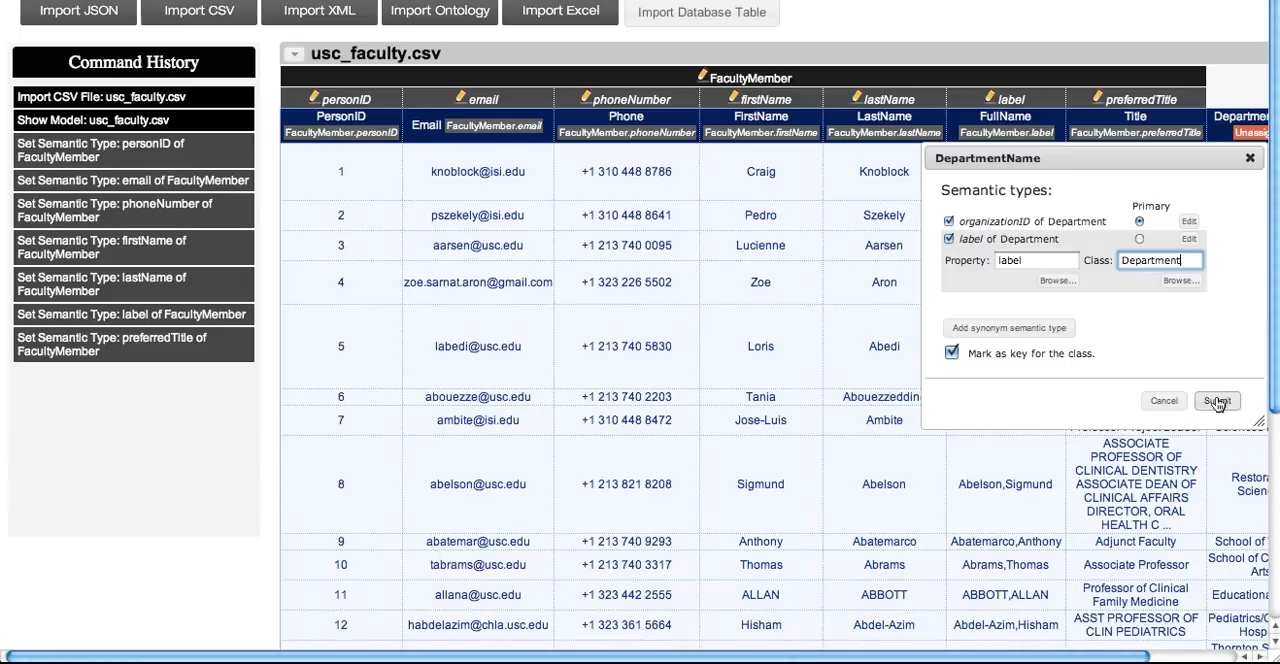 Import JSON
Import CSV
Import XML
Import Ontology
Import Excel
Import Database Table
Command History
Import CSV File: usc_faculty.csv
Show Model: usc_faculty.csv
Set Semantic Type: personID of
FacultyMember
Set Semantic Type: email of FacultyMember
Set Semantic Type: phoneNumber of
FacultyMember
Set Semantic Type: firstName of
FacultyMember
Set Semantic Type: lastName of
FacultyMember
Set Semantic Type: label of FacultyMember
Set Semantic Type: preferredTitle of
FacultyMember
usc_faculty.csv
FacultyMember
personID email phoneNumber firstName lastName label preferredTitle
PersonID Phone FirstName LastName FullName Title
Email FacultyMember.email
FacultyMember.personID FacultyMember.phoneNumber FacultyMember.firstName FacultyMember.lastName FacultyMember.label FacultyMember.preferredTitle
1 knoblock@isi.edu +1 310 448 8786 Craig Knoblock
2 pszekely@isi.edu +1 310 448 8641 Pedro Szekely
3 aarsen@usc.edu +1 213 740 0095 Lucienne Aarsen
4 zoe.sarnat.aron@gmail.com +1 323 226 5502 Zoe Aron
5 labedi@usc.edu +1 213 740 5830 Loris Abedi
6 abouezze@usc.edu +1 213 740 2203 Tania Abouezzeddin
7 ambite@isi.edu +1 310 448 8472 Jose-Luis Ambite
DepartmentName
Semantic types:
Primary
organizationID of Department Edit
label of Department Edit
Property: label Class: Department
Browse... Browse...
Add synonym semantic type
Mark as key for the class.
Cancel Submit
ASSOCIATE
PROFESSOR OF
CLINICAL DENTISTRY
ASSOCIATE DEAN OF
CLINICAL AFFAIRS
DIRECTOR, ORAL
HEALTH C ...
8 abelson@usc.edu +1 213 821 8208 Sigmund Abelson Abelson,Sigmund
9 abatemar@usc.edu +1 213 740 9293 Anthony Abatemarco Abatemarco,Anthony Adjunct Faculty School of
10 tabrams@usc.edu +1 213 740 3317 Thomas Abrams Abrams,Thomas Associate Professor School of C
Arts
11 allana@usc.edu +1 323 442 2555 ALLAN ABBOTT ABBOTT,ALLAN Professor of Clinical
Family Medicine
12 habdelazim@chla.usc.edu +1 323 361 5664 Hisham Abdel-Azim Abdel-Azim,Hisham ASST PROFESSOR OF
CLIN PEDIATRICS
Pediatrics/
Hosp